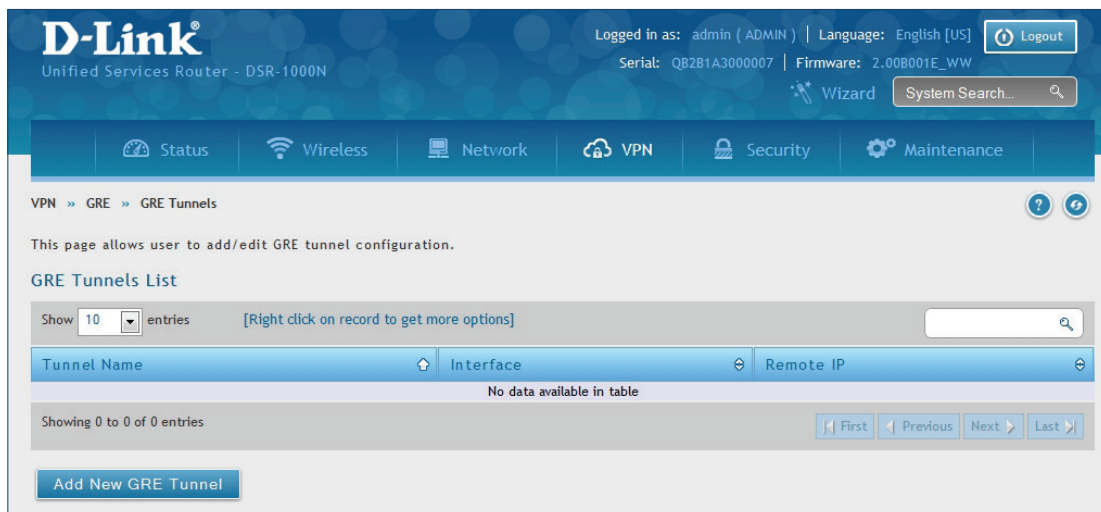 D-Link®
Logged in as: admin ( ADMIN ) | Language: English [US]
Logout
Unified Services Router - DSR-1000N
Serial: QB2B1A3000007 | Firmware: 2.00B001E_WW
Wizard
System Search...
Status
Wireless
Network
VPN
Security
Maintenance
VPN » GRE » GRE Tunnels
?
This page allows user to add/edit GRE tunnel configuration.
GRE Tunnels List
Show 10 entries
[Right click on record to get more options]
Tunnel Name
Interface
Remote IP
No data available in table
Showing 0 to 0 of 0 entries
First
Previous
Next
Last
Add New GRE Tunnel